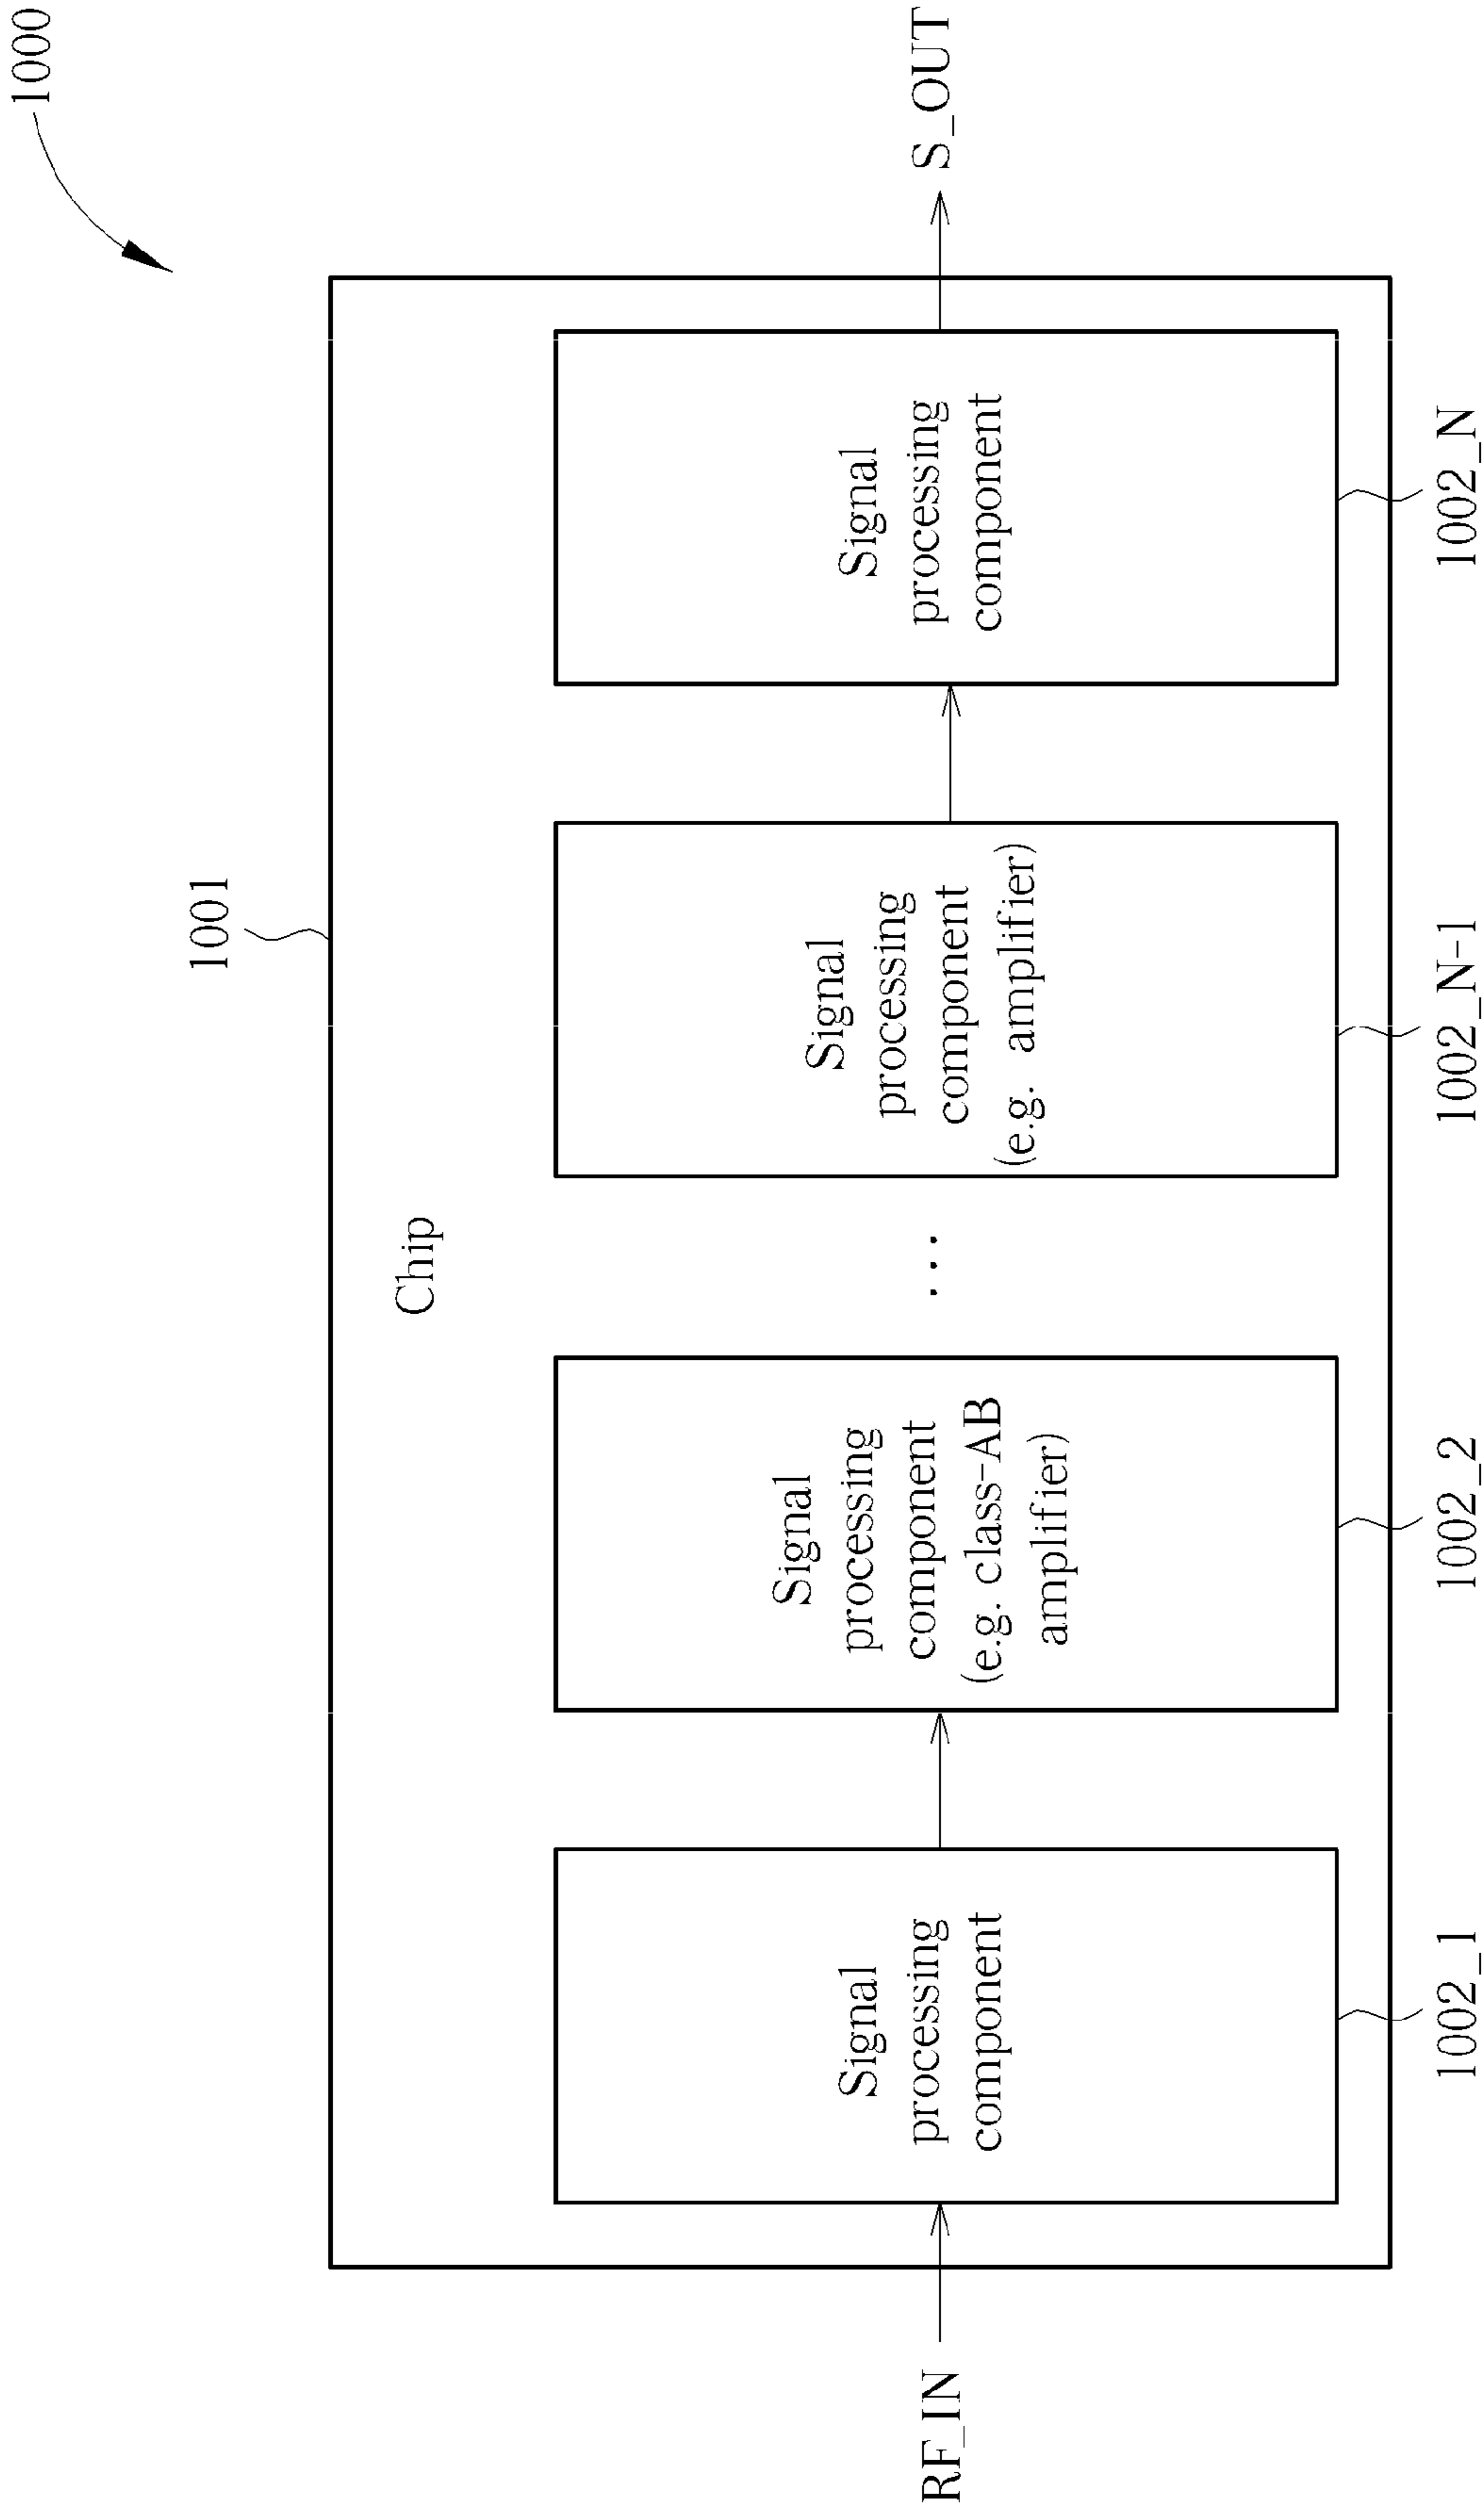 1000
1001
Chip
RF_IN
Signal
processing
component
Signal
processing
component
(e.g. class-AB
amplifier)
...
Signal
processing
component
(e.g. amplifier)
Signal
processing
component
S_OUT
1002_1
1002_2
1002_N-1
1002_N